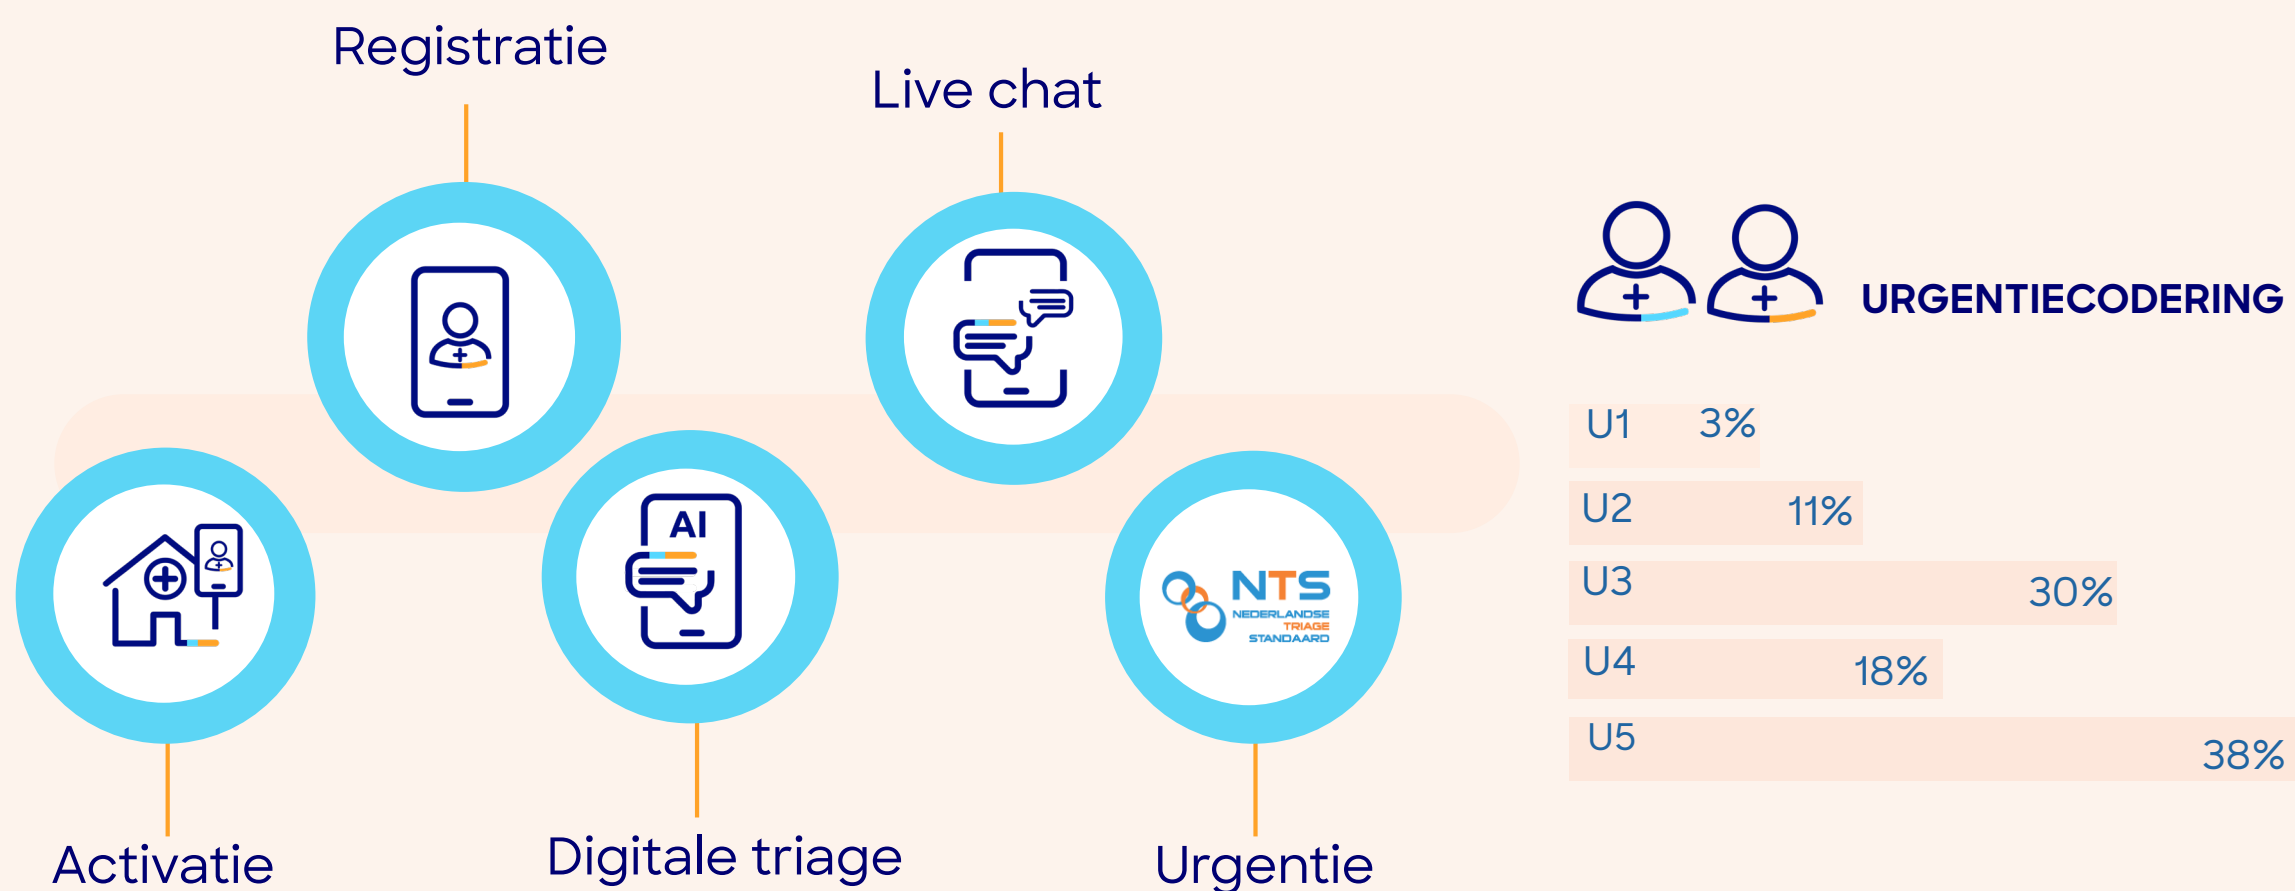 Registratie
Live chat
AI
NTS
NEDERLANDSE
TRIAGE
STANDAARD
Activatie
Digitale triage
Urgentie
URGENTIECODERING
U1 3%
U2 11%
U3 30%
U4 18%
U5 38%